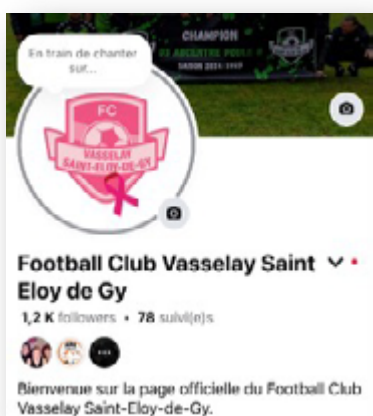 CHAMPION
En train de chanter
sur...
FC
VASSELAY
SAINT-ELOY-DE-GY
Football Club Vasselay Saint
Eloy de Gy
1,2 K followers • 78 suivi(e)s
Bienvenue sur la page officielle du Football Club
Vasselay Saint-Eloy-de-Gy.